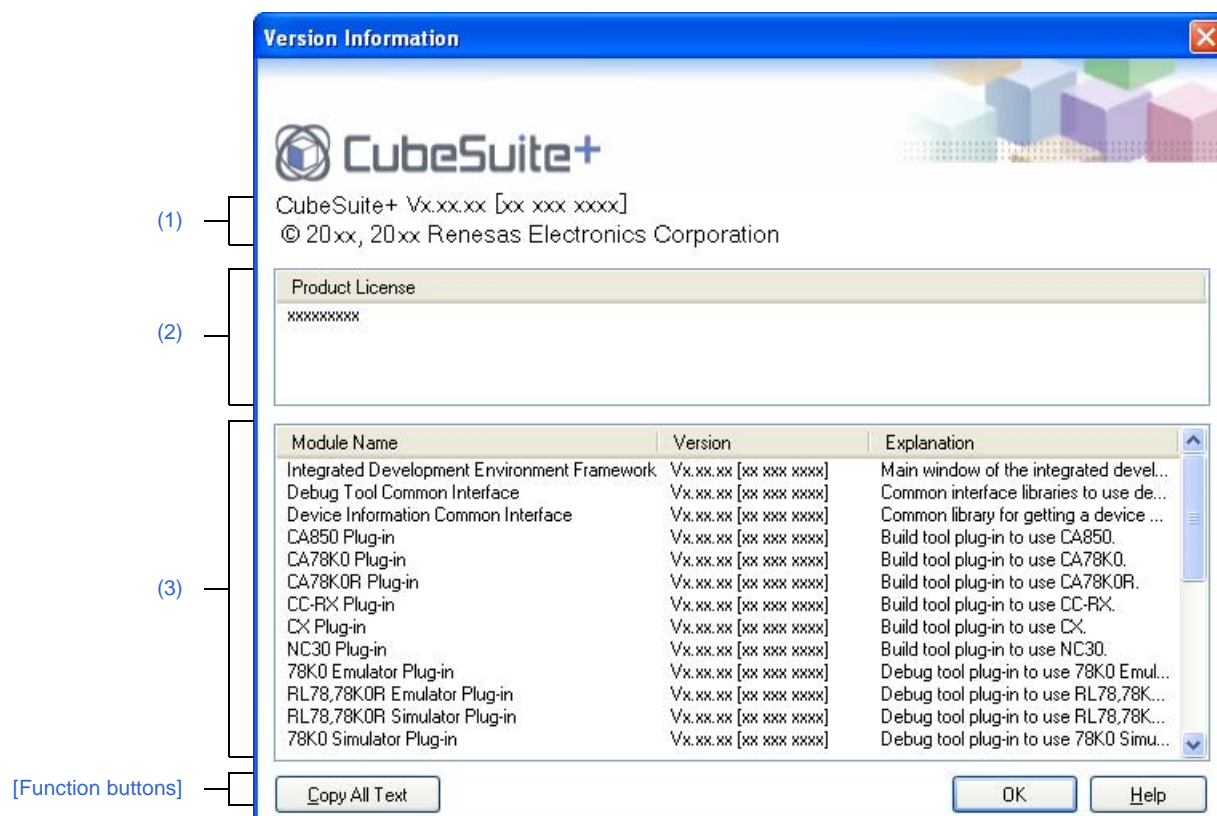 Version Information
CubeSuite+
(1)
CubeSuite+ Vx.xx.xx [xx xxx xxxx]
© 20xx, 20xx Renesas Electronics Corporation
(2)
Product License
xxxxxxxxx
(3)
Module Name Version Explanation
Integrated Development Environment Framework Vx.xx.xx [xx xxx xxxx] Main window of the integrated devel...
Debug Tool Common Interface Vx.xx.xx [xx xxx xxxx] Common interface libraries to use de...
Device Information Common Interface Vx.xx.xx [xx xxx xxxx] Common library for getting a device ...
CA850 Plug-in Vx.xx.xx [xx xxx xxxx] Build tool plug-in to use CA850.
CA78K0 Plug-in Vx.xx.xx [xx xxx xxxx] Build tool plug-in to use CA78K0.
CA78K0R Plug-in Vx.xx.xx [xx xxx xxxx] Build tool plug-in to use CA78K0R.
CC-RX Plug-in Vx.xx.xx [xx xxx xxxx] Build tool plug-in to use CC-RX.
CX Plug-in Vx.xx.xx [xx xxx xxxx] Build tool plug-in to use CX.
NC30 Plug-in Vx.xx.xx [xx xxx xxxx] Build tool plug-in to use NC30.
78K0 Emulator Plug-in Vx.xx.xx [xx xxx xxxx] Debug tool plug-in to use 78K0 Emul...
RL78,78K0R Emulator Plug-in Vx.xx.xx [xx xxx xxxx] Debug tool plug-in to use RL78,78K...
RL78,78K0R Simulator Plug-in Vx.xx.xx [xx xxx xxxx] Debug tool plug-in to use RL78,78K...
78K0 Simulator Plug-in Vx.xx.xx [xx xxx xxxx] Debug tool plug-in to use 78K0 Simu...
[Function buttons]
Copy All Text OK Help